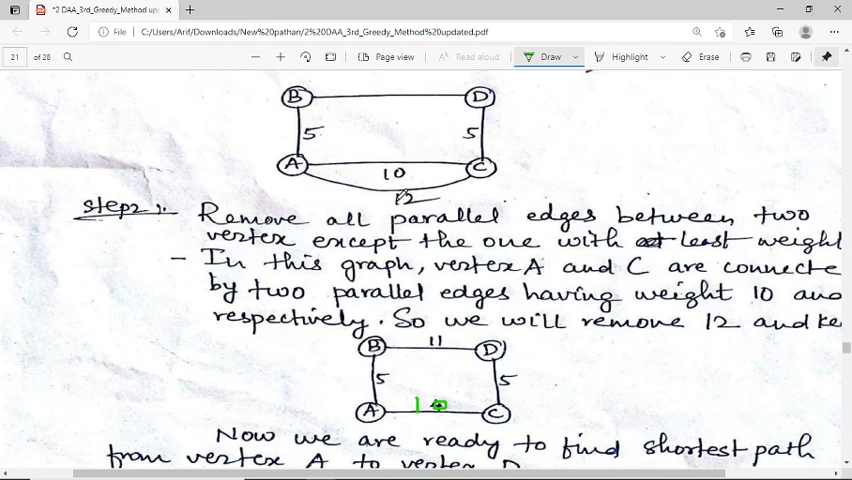 *2 DAA_3rd_Greedy_Method up
File
C:/Users/Arif/Downloads/New%20pathan/2%20DAA_3rd_Greedy_Method%20updated.pdf
21 of 28
Page view
Read aloud
Draw
Highlight
Erase
B D
5 5
A 10 C
12
step2 :- Remove all parallel edges between two
vertex except the one with least weight
- In this graph, vertex A and C are connecte
by two parallel edges having weight 10 and
respectively. So we will remove 12 and ke
B 11 D
5 5
A 10 C
Now we are ready to find shortest path
from vertex A to vertex D